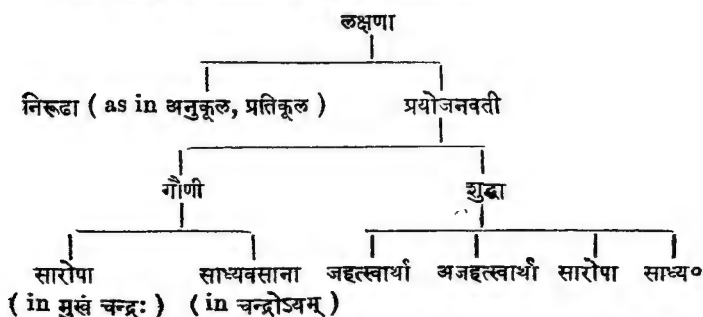 लक्षणा
निरूढा ( as in अनुकूल, प्रतिकूल ) प्रयोजनवती
गौणी शुद्धा
सारोपा साध्यवसाना जहत्स्वार्था अजहत्स्वार्था सारोपा साध्य०
( in मुखं चन्द्रः ) ( in चन्द्रोऽयम् )